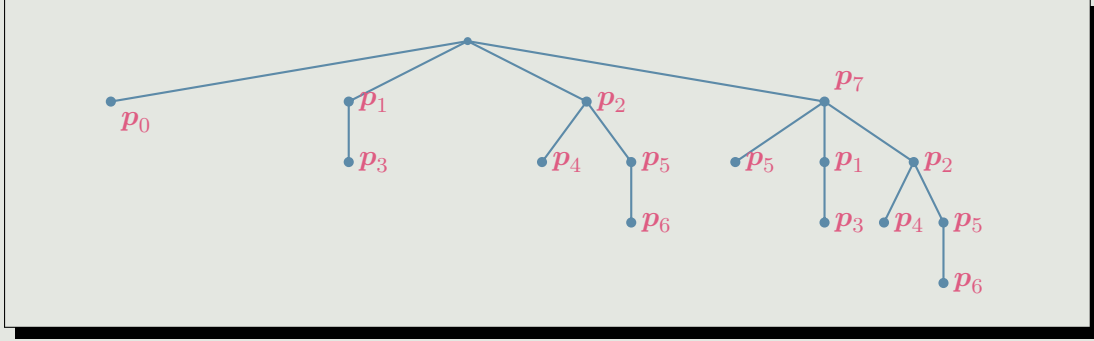 p₇
p₁ p₂
p₀
p₃ p₄ p₅ p₅ p₁ p₂
p₆ p₃ p₄ p₅
p₆